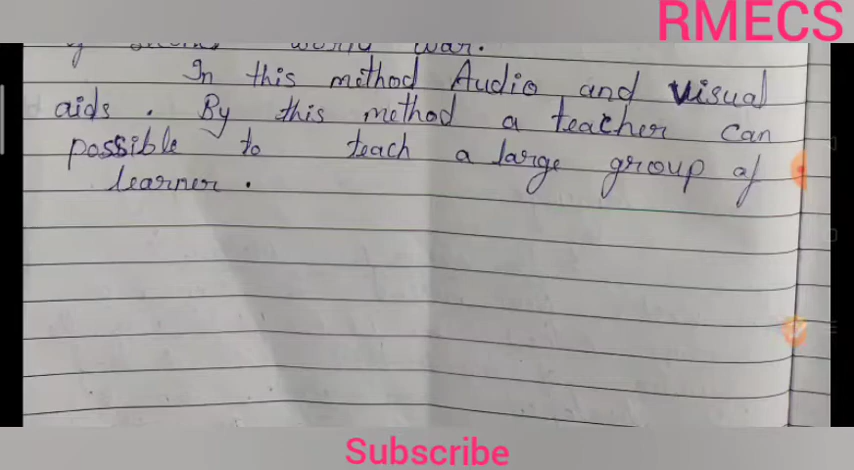 RMECS
war.
In this method Audio and visual
aids. By this method a teacher can
possible to teach a large group of
learner.
Subscribe